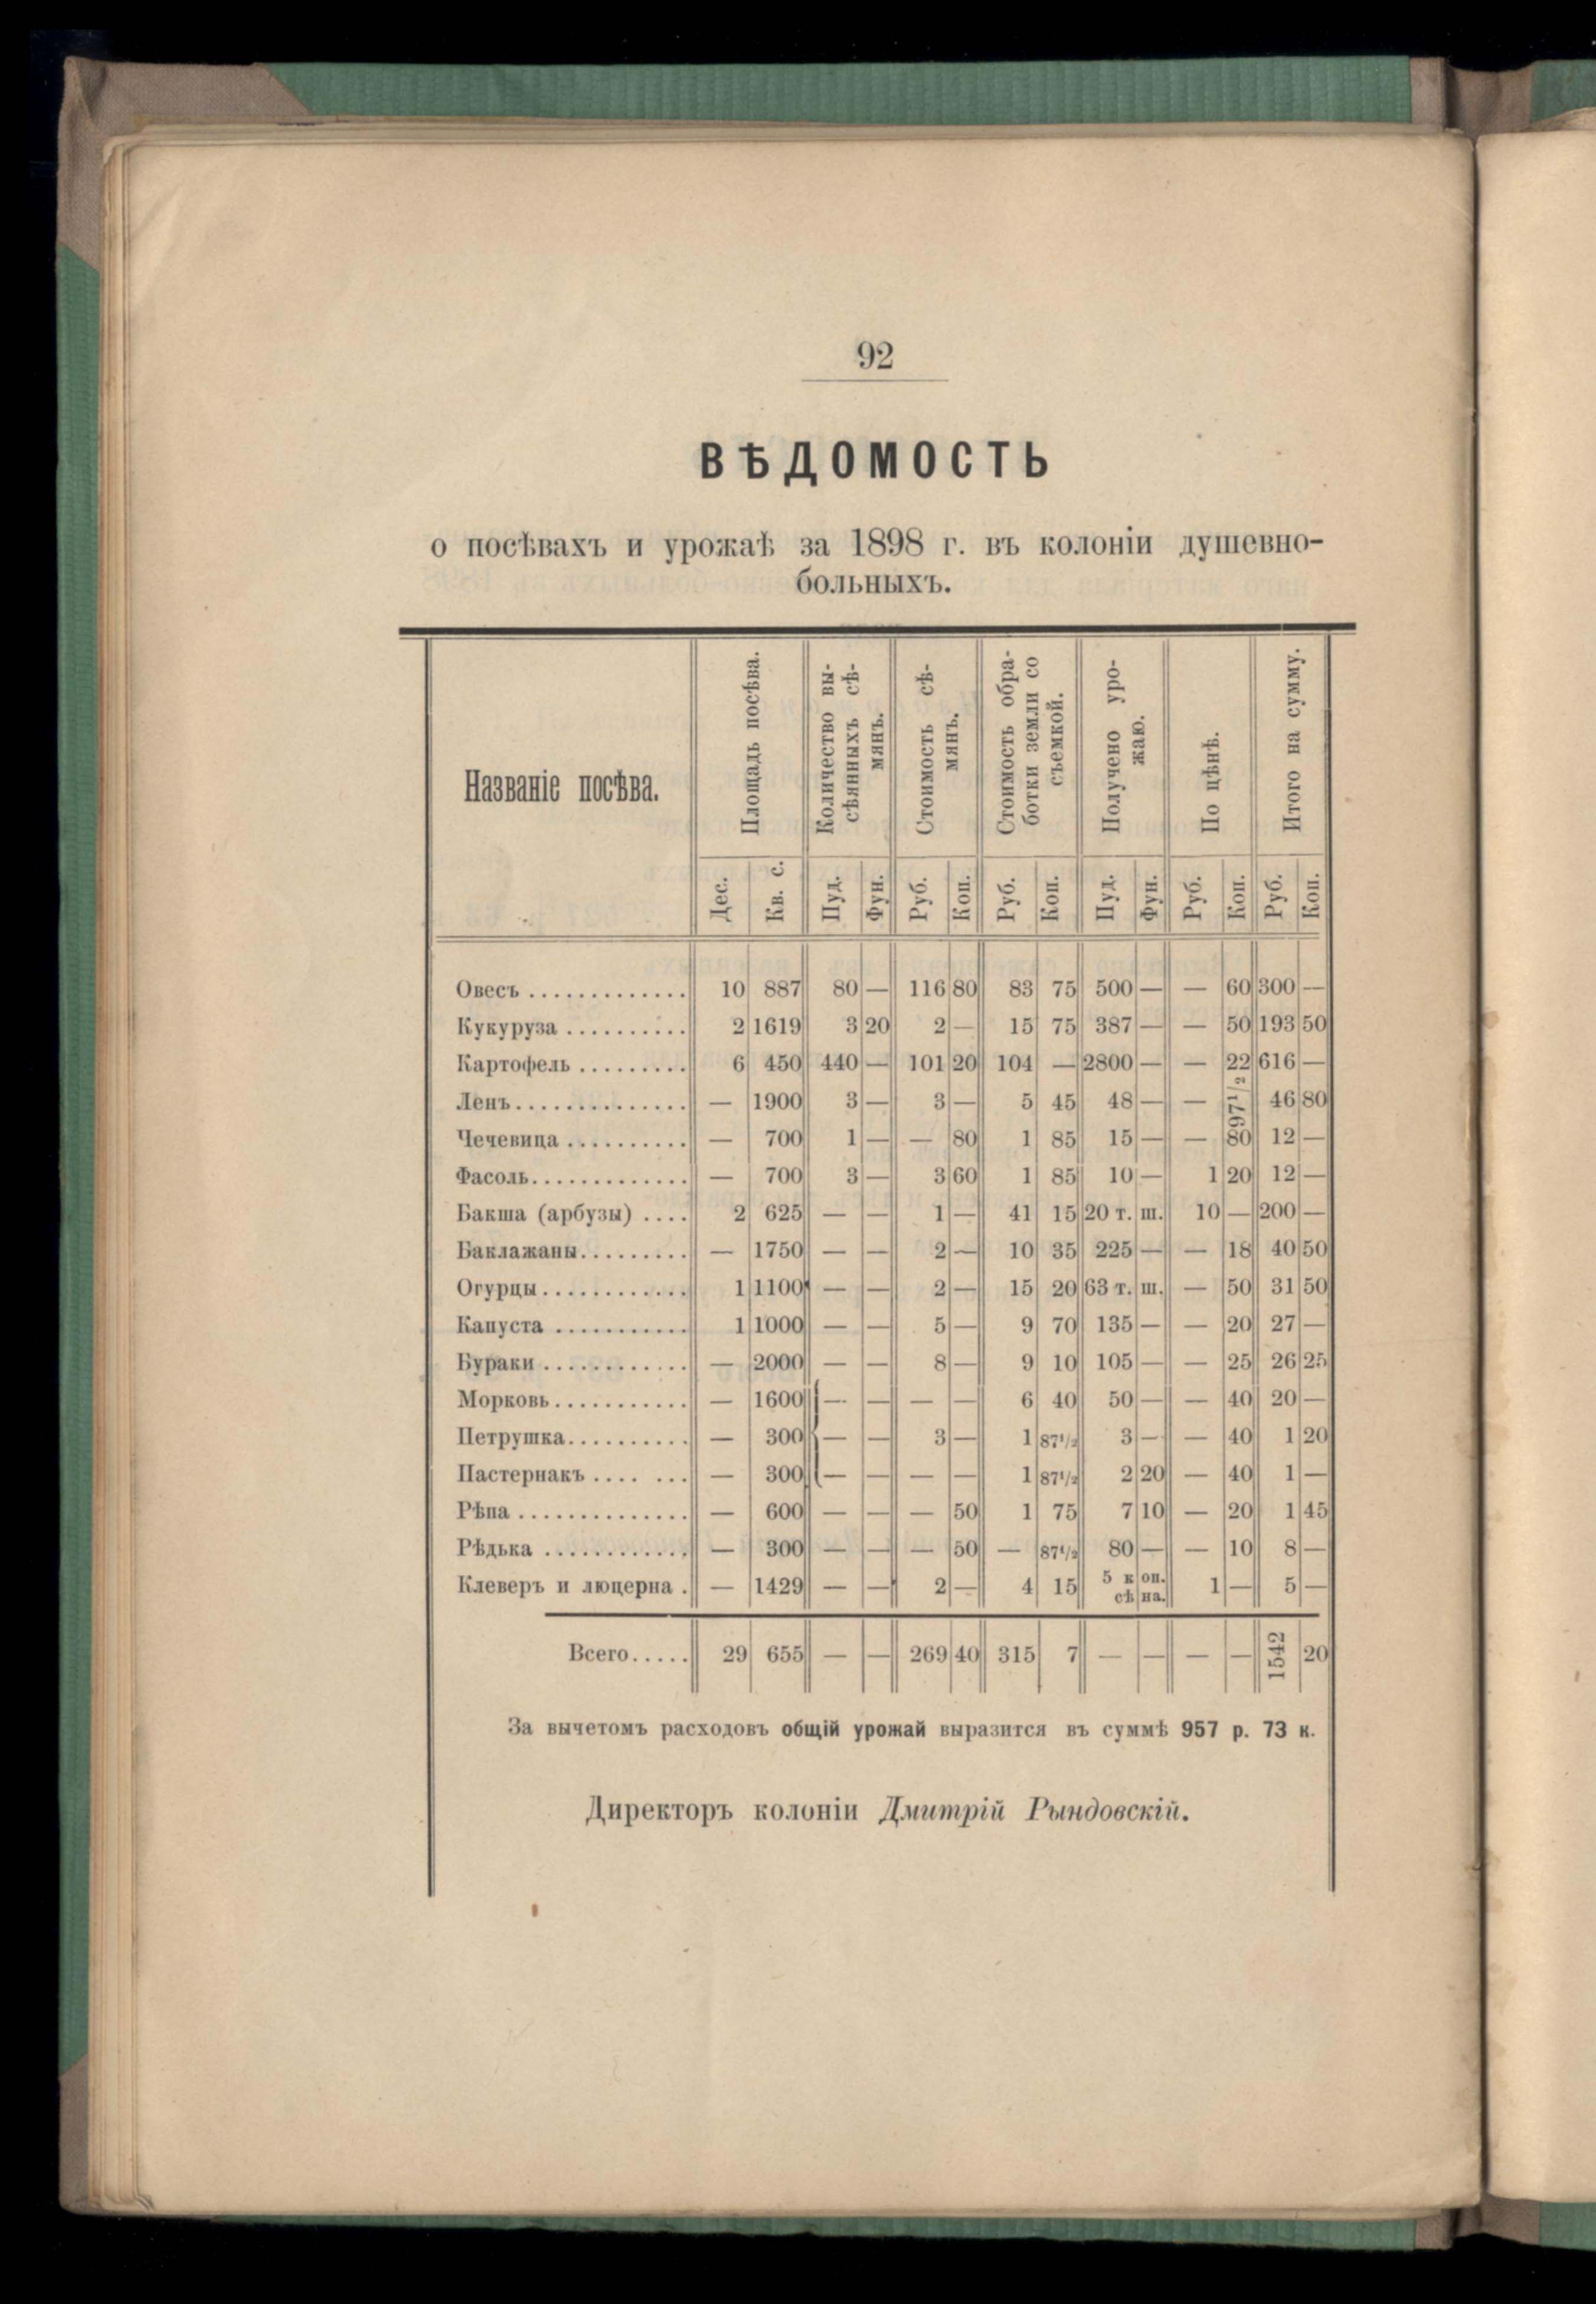 92
ВѢДОМОСТЬ
о посѣвахъ и урожаѣ за 1898 г. въ колоніи душевно-
больныхъ.
Названіе посѣва. Площадь посѣва. Количество вы-сѣянныхъ сѣ-мянъ. Стоимость сѣ-мянъ. Стоимость обра-ботки земли со съемкой. Получено уро-жаю. По цѣнѣ. Итого на сумму.
Дес. Кв. с. Пуд. Фун. Руб. Коп. Руб. Коп. Пуд. Фун. Руб. Коп. Руб. Коп.
Овесъ ............. 10 887 80 — 116 80 83 75 500 — — 60 300 —
Кукуруза .......... 2 1619 3 20 2 — 15 75 387 — — 50 193 50
Картофель ......... 6 450 440 — 101 20 104 — 2800 — — 22 616 —
Ленъ.............. — 1900 3 — 3 — 5 45 48 — — 97½ 46 80
Чечевица .......... — 700 1 — — 80 1 85 15 — — 80 12 —
Фасоль............. — 700 3 — 3 60 1 85 10 — 1 20 12 —
Бакша (арбузы) .... 2 625 — — 1 — 41 15 20 т. ш. 10 — 200 —
Баклажаны......... — 1750 — — 2 — 10 35 225 — — 18 40 50
Огурцы............ 1 1100 — — 2 — 15 20 63 т. ш. — 50 31 50
Капуста ........... 1 1000 — — 5 — 9 70 135 — — 20 27 —
Бураки ............ — 2000 — — 8 — 9 10 105 — — 25 26 25
Морковь........... — 1600 — — — — 6 40 50 — — 40 20 —
Петрушка.......... — 300 — — 3 — 1 87½ 3 — — 40 1 20
Пастернакъ .... ... — 300 — — — — 1 87½ 2 20 — 40 1 —
Рѣпа .............. — 600 — — — 50 1 75 7 10 — 20 1 45
Рѣдька ............ — 300 — — — 50 — 87½ 80 — — 10 8 —
Клеверъ и люцерна . — 1429 — — 2 — 4 15 5 коп. сѣна. 1 — 5 —
Всего..... 29 655 — — 269 40 315 7 — — — — 1542 20
За вычетомъ расходовъ общій урожай выразится въ суммѣ 957 р. 73 к.
Директоръ колоніи Дмитрій Рындовскій.